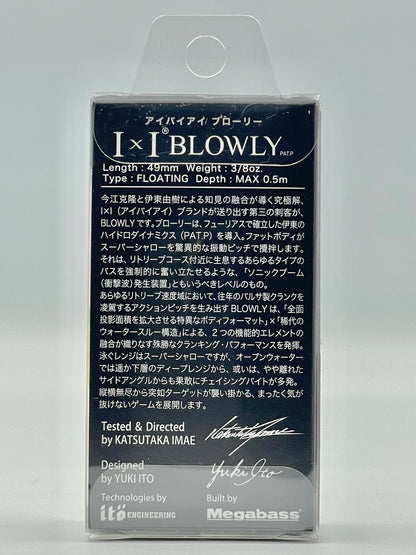 アイバイアイ ブローリー
I×I® BLOWLY PAT.P
Length : 49mm Weight : 3/8oz.
Type : FLOATING Depth : MAX 0.5m
今江克隆と伊東由樹による知見の融合が導く究極解、
I×I（アイバイアイ）ブランドが送り出す第三の刺客が、
BLOWLYです。ブローリーは、フューリアスで確立した伊東の
ハイドロダイナミクス（PAT.P）を導入。ファットボディが
スーパーシャローを驚異的な振動ピッチで攪拌します。
それは、リトリーブコース付近に生息するあらゆるタイプの
バスを強制的に奮い立たせるような、「ソニックブーム
（衝撃波）発生装置」ともいうべきレベルのもの。
あらゆるリトリーブ速度域において、往年のバルサ製クランクを
凌駕するアクションピッチを生み出す BLOWLY は、「全面
投影面積を拡大させる特異なボディフォーマット」×「稀代の
ウォータースルー構造」による、２つの機能的エレメントの
融合が織りなす殊勝なクランキング・パフォーマンスを発揮。
泳ぐレンジはスーパーシャローですが、オープンウォーター
では遥か下層のディープレンジから、或いは、やや離れた
サイドアングルからも果敢にチェイシングバイトが多発。
縦横無尽から突如ターゲットが襲い掛かる、まったく気が
抜けないゲームを展開します。
Tested & Directed
by KATSUTAKA IMAE
Designed
by YUKI ITO
Yuki Ito
Technologies by
itö ENGINEERING
Built by
Megabass®